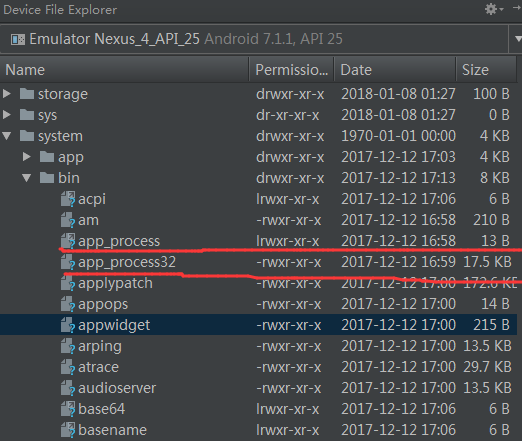 Device File Explorer
Emulator Nexus_4_API_25 Android 7.1.1, API 25
Name Permissio... Date Size
storage drwxr-xr-x 2018-01-08 01:27 100 B
sys dr-xr-xr-x 2018-01-08 01:27 0 B
system drwxr-xr-x 1970-01-01 00:00 4 KB
app drwxr-xr-x 2017-12-12 17:03 4 KB
bin drwxr-xr-x 2017-12-12 17:13 8 KB
acpi lrwxr-xr-x 2017-12-12 17:06 6 B
am -rwxr-xr-x 2017-12-12 16:58 210 B
app_process lrwxr-xr-x 2017-12-12 16:58 13 B
app_process32 -rwxr-xr-x 2017-12-12 16:59 17.5 KB
applypatch -rwxr-xr-x 2017-12-12 17:00 172.6 KB
appops -rwxr-xr-x 2017-12-12 17:00 14 B
appwidget -rwxr-xr-x 2017-12-12 17:00 215 B
arping -rwxr-xr-x 2017-12-12 17:00 13.5 KB
atrace -rwxr-xr-x 2017-12-12 17:00 29.7 KB
audioserver -rwxr-xr-x 2017-12-12 17:00 13.5 KB
base64 lrwxr-xr-x 2017-12-12 17:06 6 B
basename lrwxr-xr-x 2017-12-12 17:06 6 B